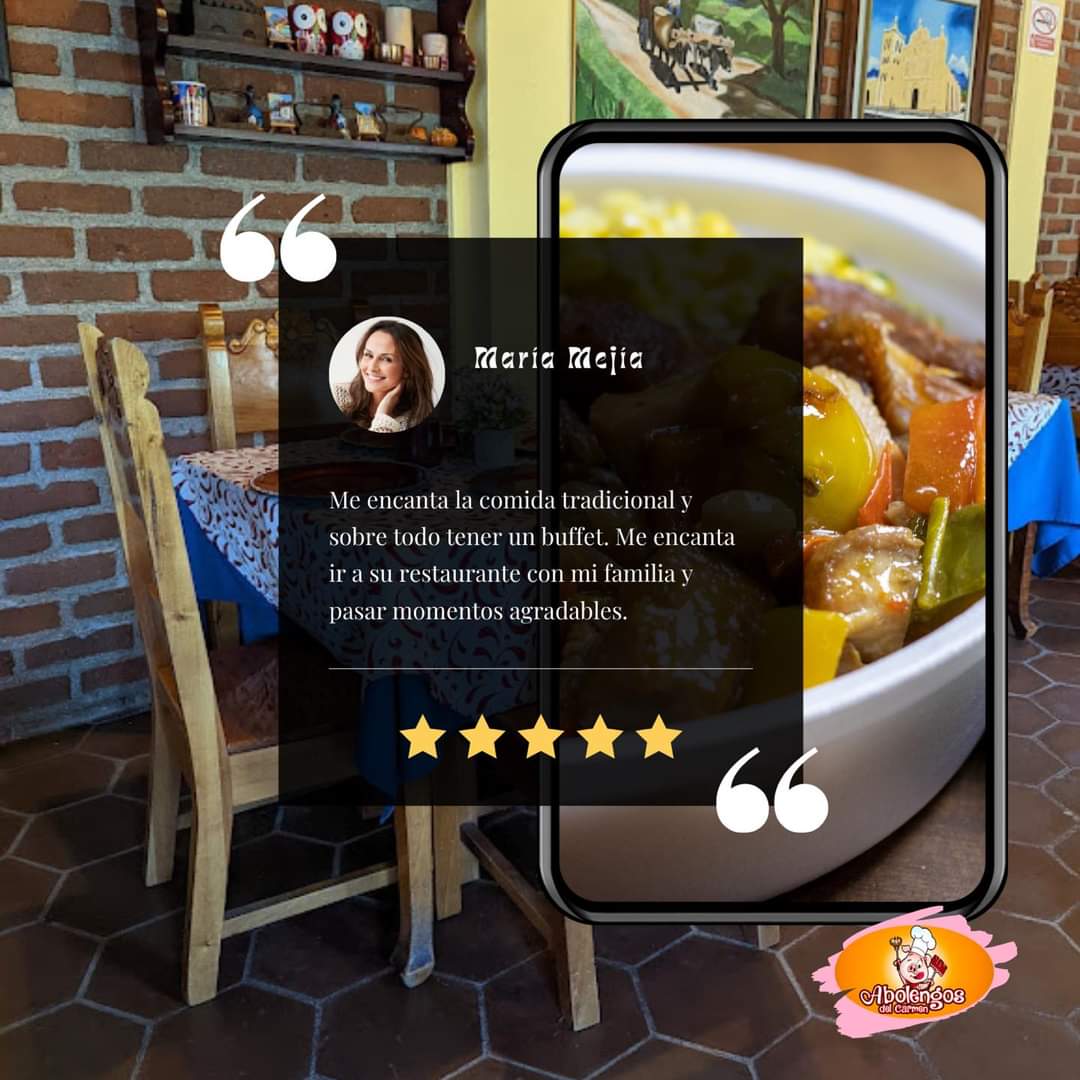 María Mejía
Me encanta la comida tradicional y
sobre todo tener un buffet. Me encanta
ir a su restaurante con mi familia y
pasar momentos agradables.
Abolengos
del Carmen